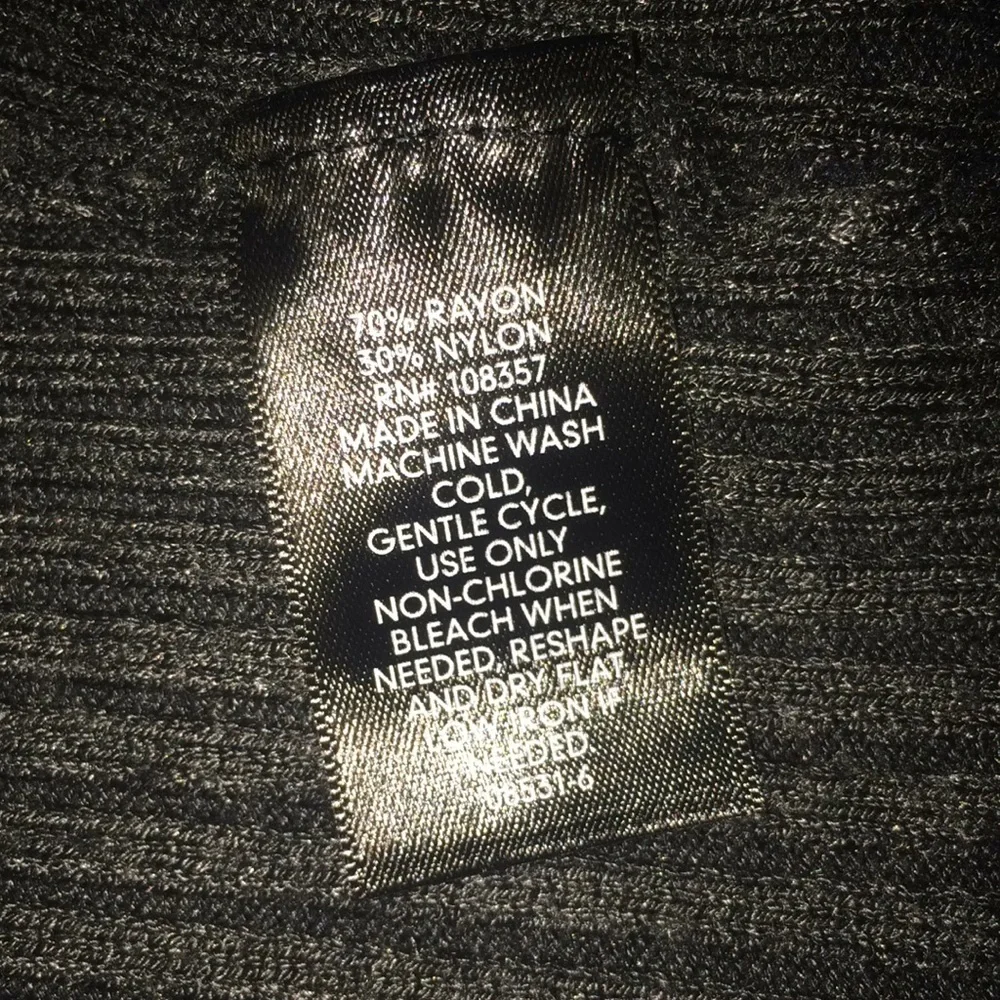 70% RAYON
30% NYLON
RN# 108357
MADE IN CHINA
MACHINE WASH
COLD,
GENTLE CYCLE,
USE ONLY
NON-CHLORINE
BLEACH WHEN
NEEDED, RESHAPE
AND DRY FLAT
LOW IRON IF
NEEDED